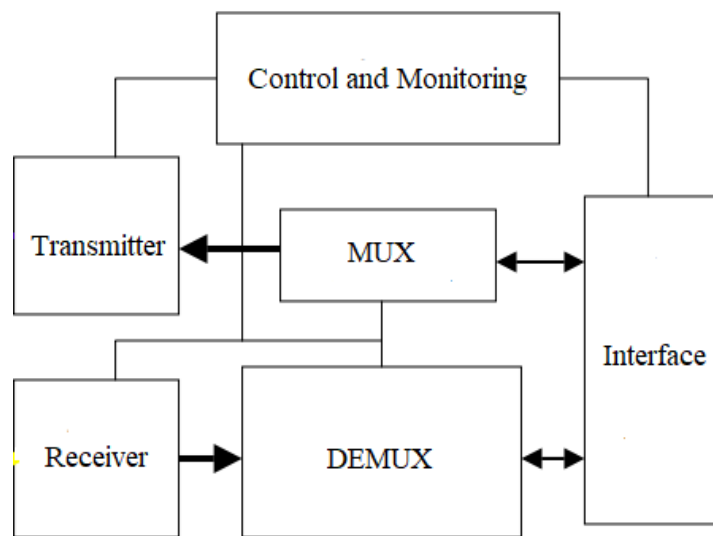 Control and Monitoring
Transmitter
MUX
Interface
Receiver
DEMUX